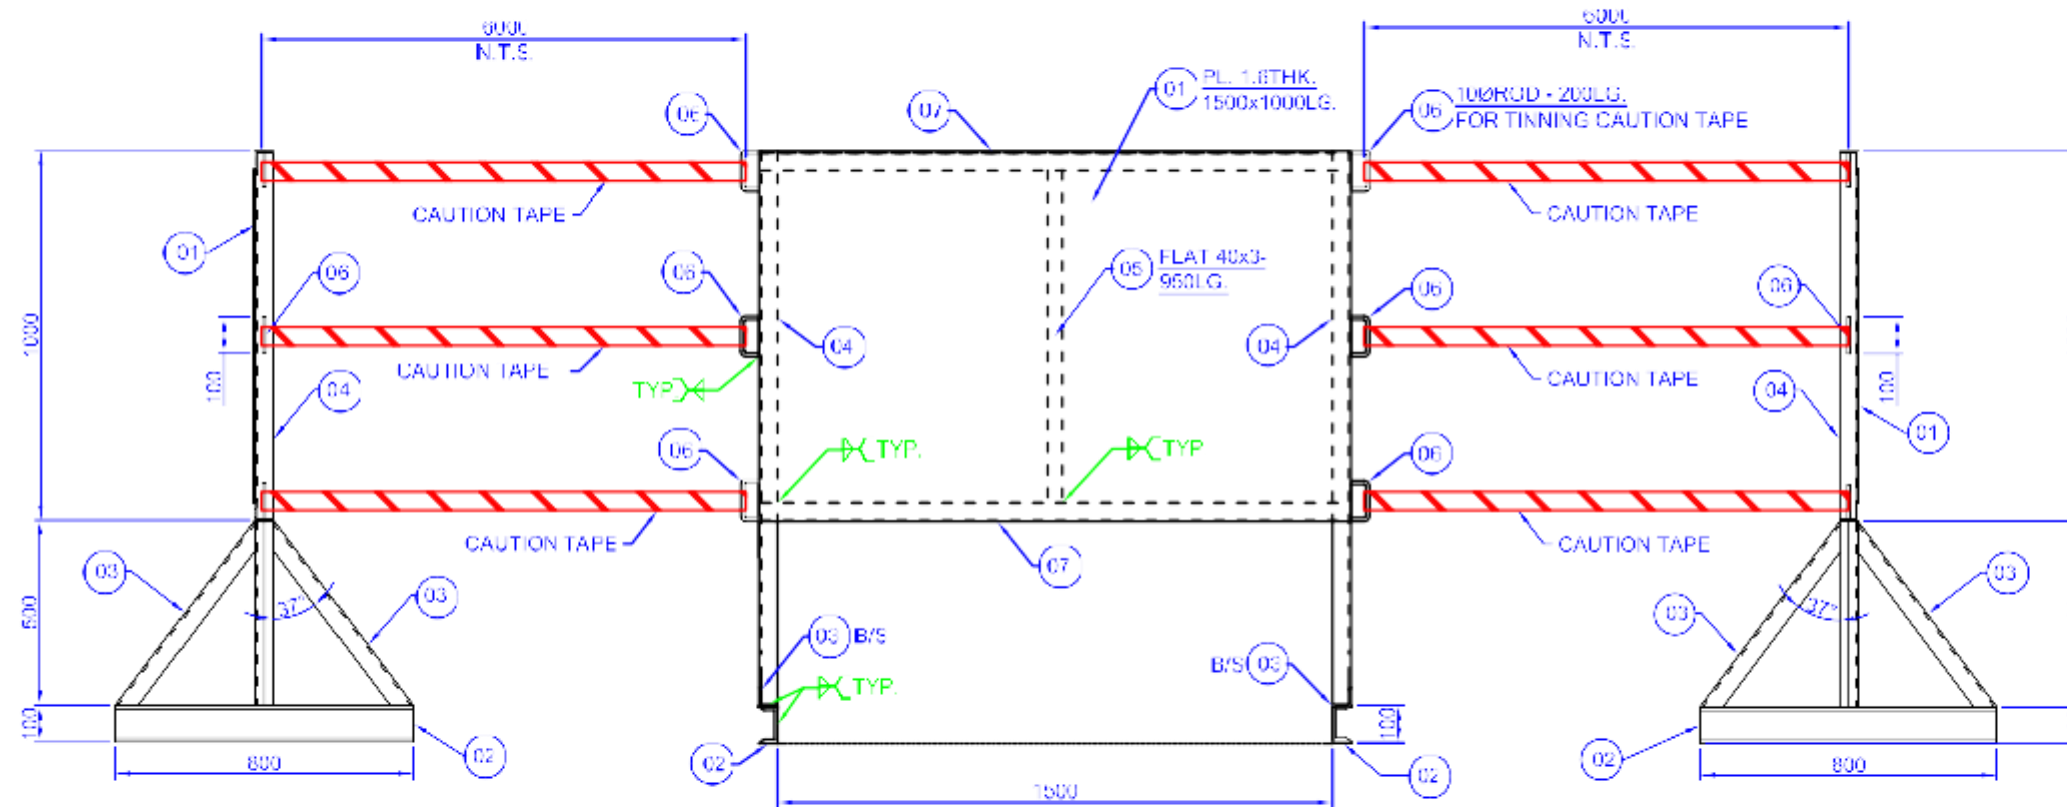 6000
N.T.S.
6000
N.T.S.
01 PL. 1.6THK.
1500x1000LG.
06
07
06 10ØROD - 200LG.
FOR TINNING CAUTION TAPE
CAUTION TAPE
CAUTION TAPE
01
06
06
05 FLAT 40x3-
950LG.
06
06
1000
100
04
04
100
CAUTION TAPE
CAUTION TAPE
TYP.
04
04
01
06
TYP.
TYP
06
CAUTION TAPE
CAUTION TAPE
03
37°
03
07
03
37°
03
500
03 B/S
B/S 03
TYP.
100
100
02
02
02
02
800
1500
800